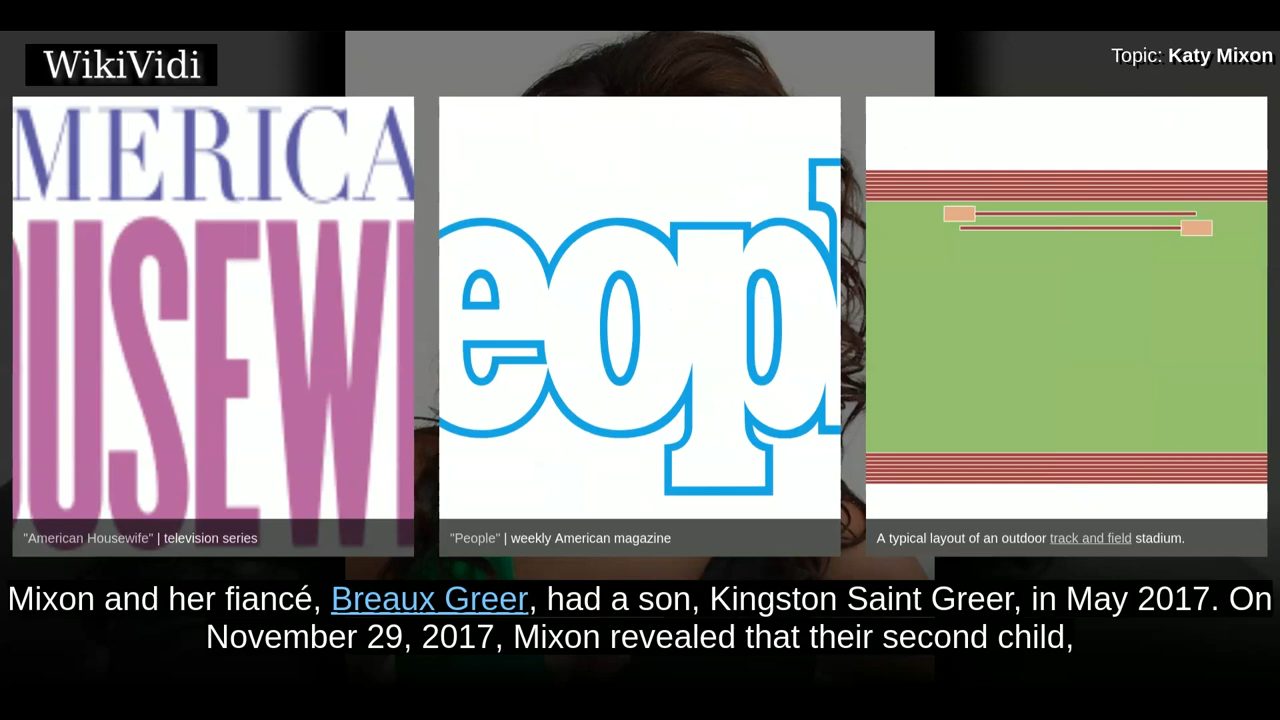 WikiVidi
Topic: Katy Mixon
MERICA
OUSEWI
eopl
"American Housewife" | television series
"People" | weekly American magazine
A typical layout of an outdoor track and field stadium.
Mixon and her fiancé, Breaux Greer, had a son, Kingston Saint Greer, in May 2017. On
November 29, 2017, Mixon revealed that their second child,